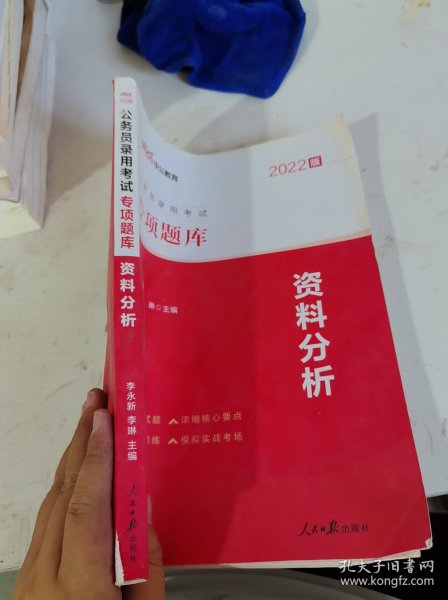 公务员录用考试
专项题库
资料分析
李永新 李琳 主编
人民日报出版社
中公教育
2022版
员录用考试
项题库
琳◇主编
资料分析
试题
浓缩核心要点
训练
模拟实战考场
人民日报出版社
孔夫子旧书网
www.kongfz.com